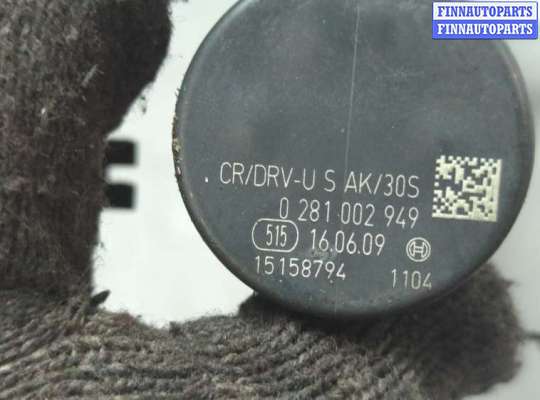 FINNAUTOPARTS
FINNAUTOPARTS
CR/DRV-U S AK/30S
0 281 002 949
515 16.06.09
15158794 1104